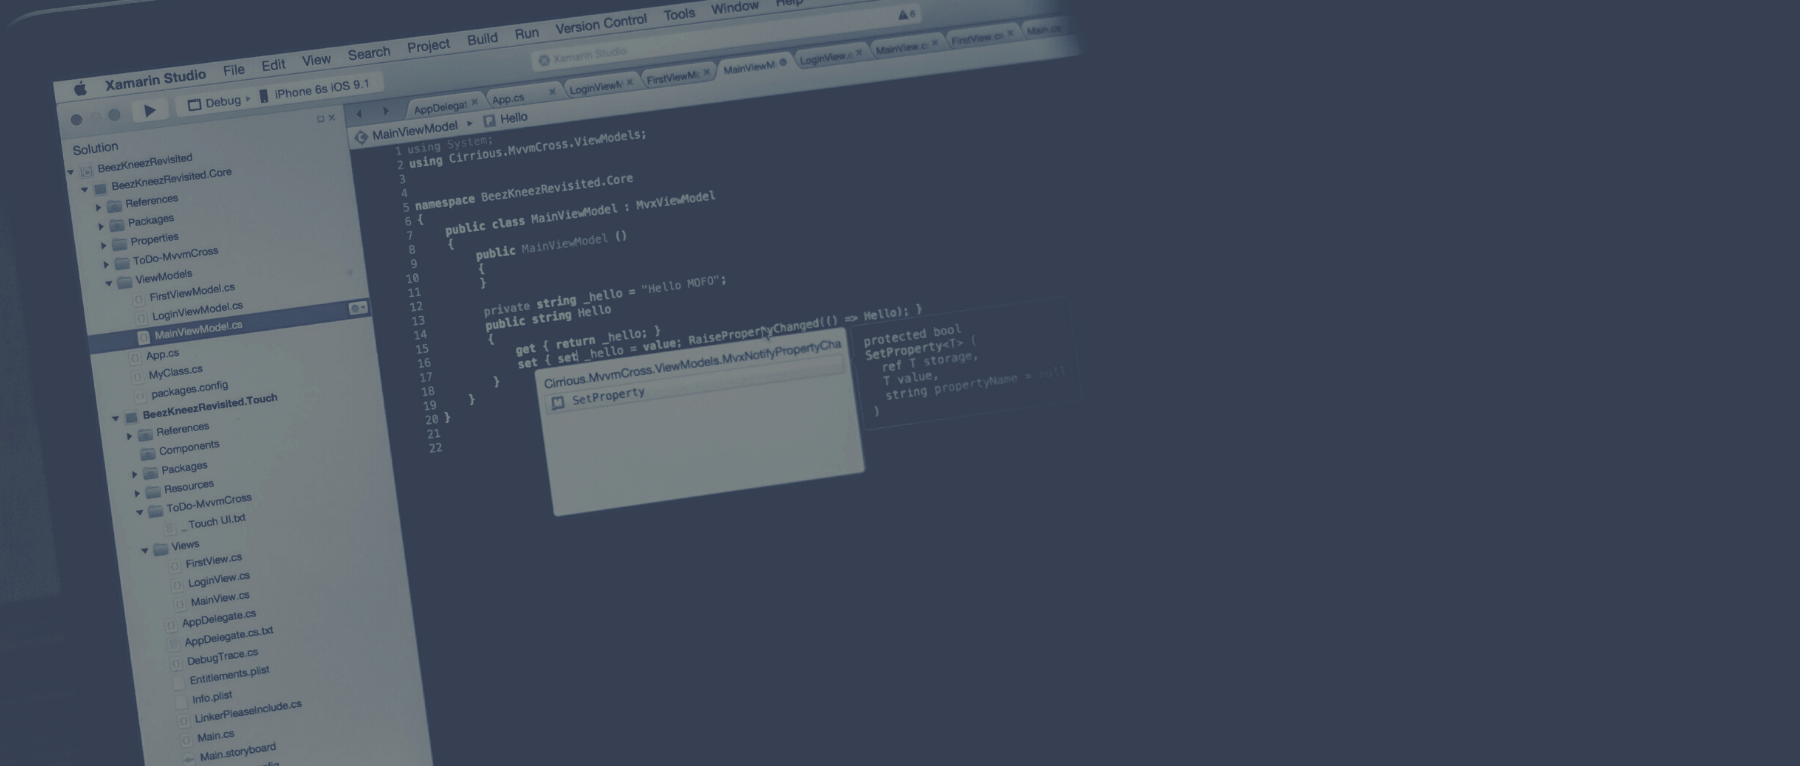 Xamarin Studio File Edit View Search Project Build Run Version Control Tools Window Help
Debug iPhone 6s iOS 9.1
Xamarin Studio
6
AppDelegat App.cs LoginViewM FirstViewMo MainViewM LoginView.c MainView.cs FirstView.cs Main.cs
MainViewModel Hello
Solution
BeezKneezRevisited
BeezKneezRevisited.Core
References
Packages
Properties
ToDo-MvvmCross
ViewModels
FirstViewModel.cs
LoginViewModel.cs
MainViewModel.cs
App.cs
MyClass.cs
packages.config
BeezKneezRevisited.Touch
References
Components
Packages
Resources
ToDo-MvvmCross
_ Touch UI.txt
Views
FirstView.cs
LoginView.cs
MainView.cs
AppDelegate.cs
AppDelegate.cs.txt
DebugTrace.cs
Entitlements.plist
Info.plist
LinkerPleaseInclude.cs
Main.cs
Main.storyboard
1 using System;
2 using Cirrious.MvvmCross.ViewModels;
3
4
5 namespace BeezKneezRevisited.Core
6 {
7 public class MainViewModel : MvxViewModel
8 {
9 public MainViewModel ()
10 {
11 }
12
13 private string _hello = "Hello MOFO";
14 public string Hello
15 {
16 get { return _hello; }
17 set { set _hello = value; RaisePropertyChanged(() => Hello); }
18 }
19 }
20 }
21
22
Cirrious.MvvmCross.ViewModels.MvxNotifyPropertyCha
SetProperty
protected bool
SetProperty<T> (
ref T storage,
T value,
string propertyName = null
)